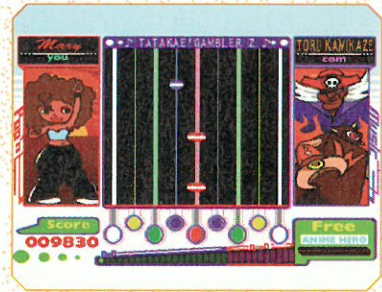 Mary
you
TATAKAE!GAMBLER Z
TORU KAMIKAZE
com
Score
009830
Free
ANIME HERO